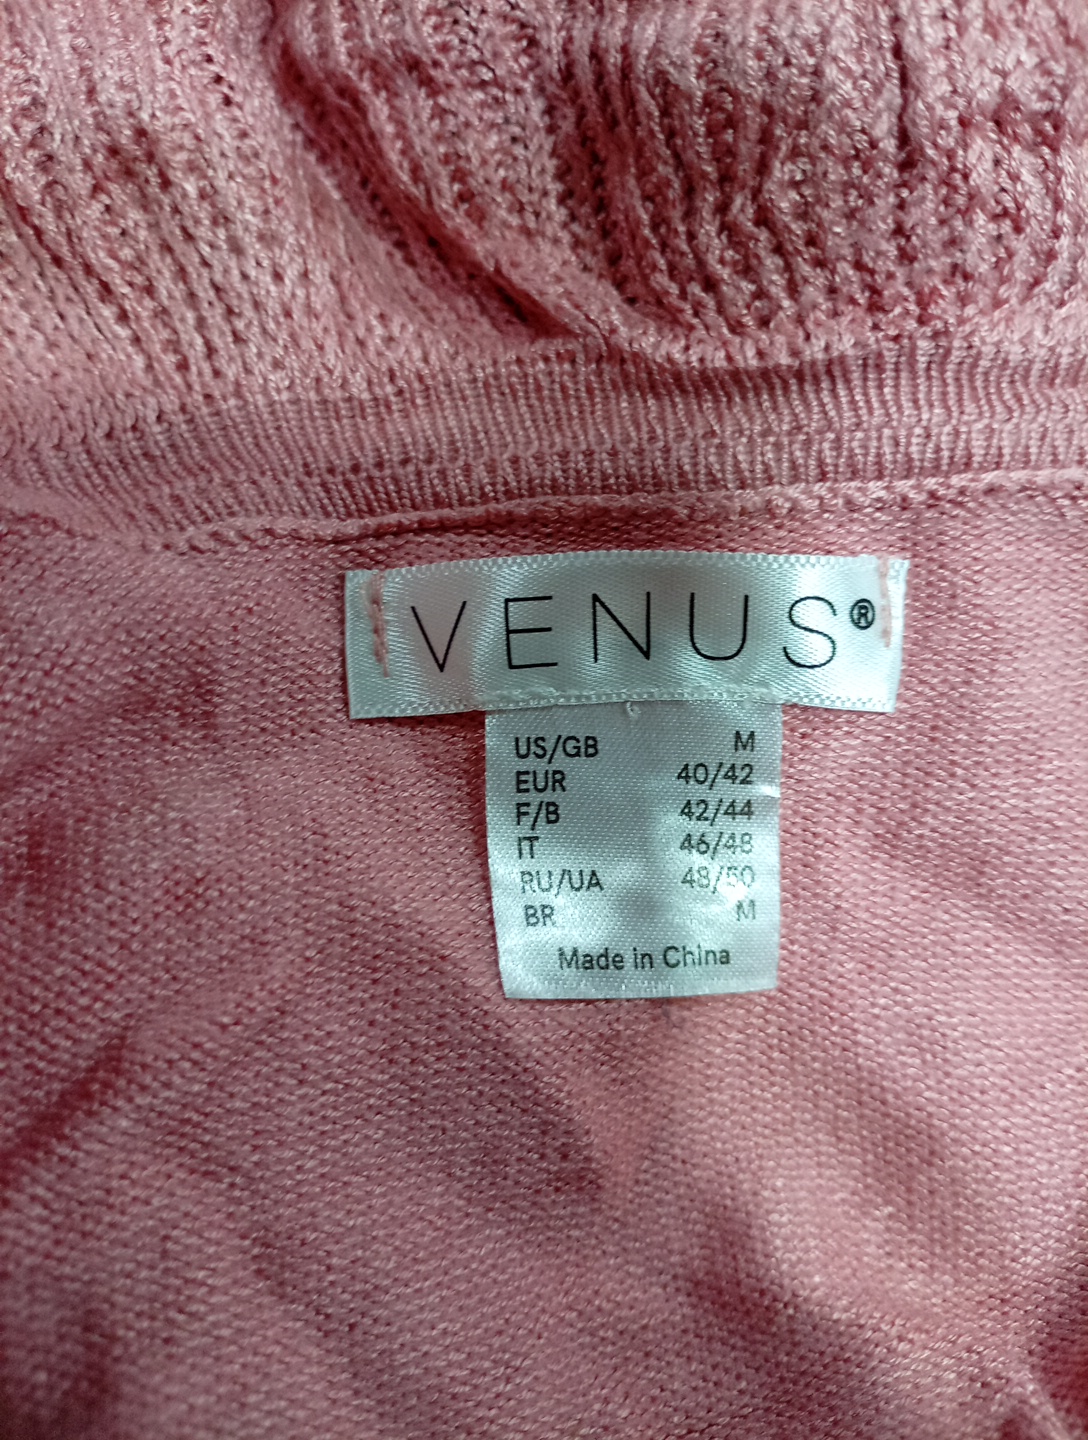 VENUS®
US/GB M
EUR 40/42
F/B 42/44
IT 46/48
RU/UA 48/50
BR M
Made in China